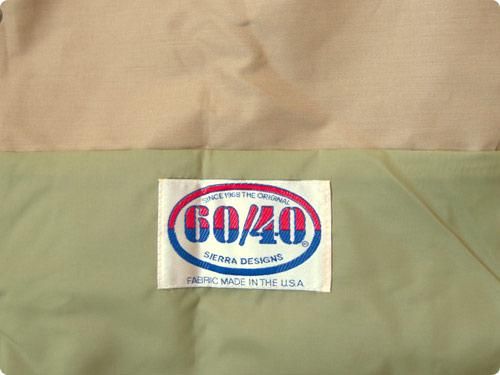 SINCE 1968 THE ORIGINAL
60/40®
SIERRA DESIGNS
FABRIC MADE IN THE U.S.A